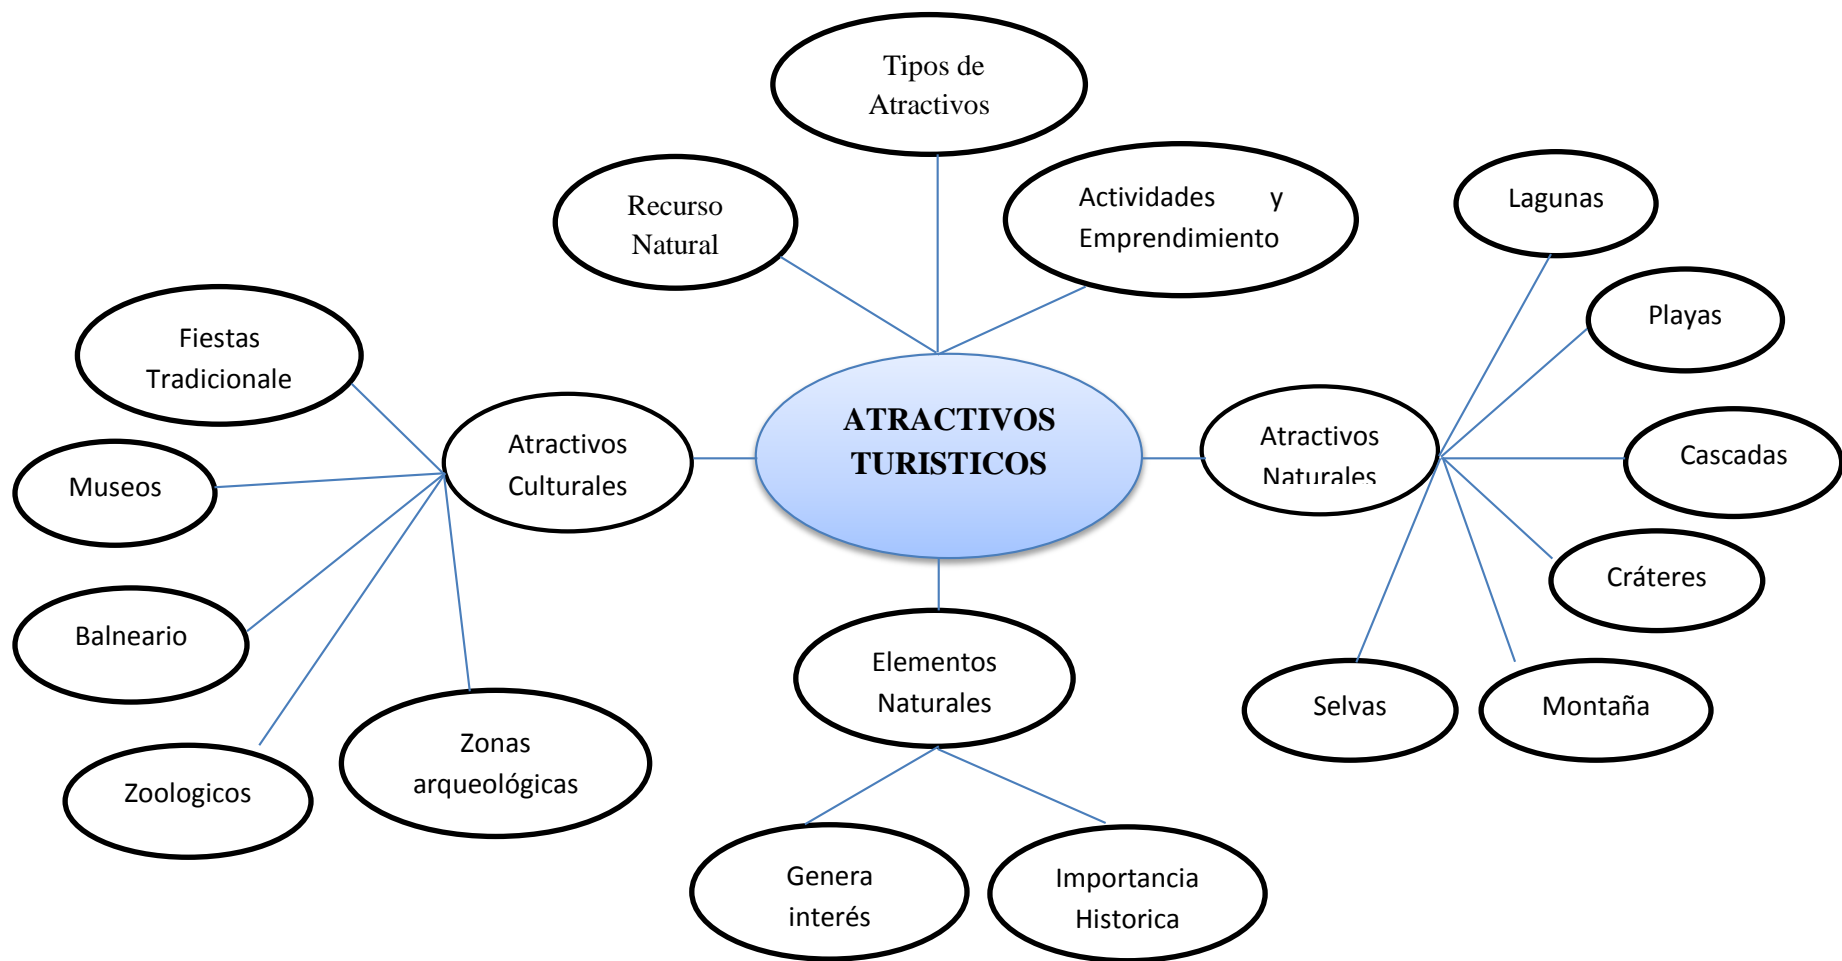 Tipos de
Atractivos
Recurso
Natural
Actividades y
Emprendimiento
Lagunas
Playas
Fiestas
Tradicionale
ATRACTIVOS
TURISTICOS
Atractivos
Culturales
Atractivos
Naturales
Museos
Cascadas
Cráteres
Balneario
Elementos
Naturales
Selvas
Montaña
Zoologicos
Zonas
arqueológicas
Genera
interés
Importancia
Historica